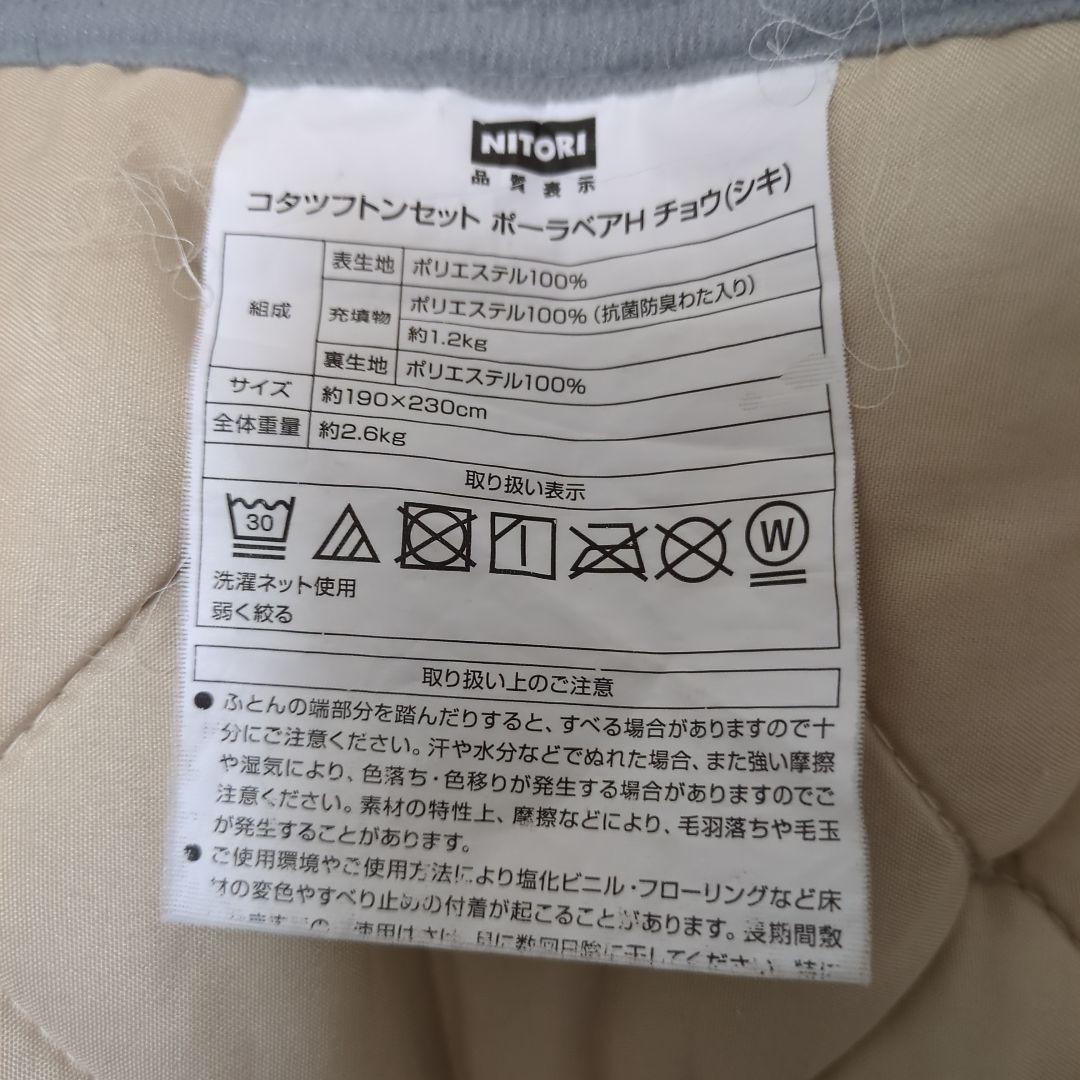 NITORI
品質表示
コタツフトンセット ポーラベアH チョウ(シキ)
組成
表生地 ポリエステル100%
充填物 ポリエステル100%(抗菌防臭わた入り)
約1.2kg
裏生地 ポリエステル100%
サイズ 約190×230cm
全体重量 約2.6kg
取り扱い表示
30
W
洗濯ネット使用
弱く絞る
取り扱い上のご注意
●ふとんの端部分を踏んだりすると、すべる場合がありますので十
分にご注意ください。汗や水分などでぬれた場合、また強い摩擦
や湿気により、色落ち・色移りが発生する場合がありますのでご
注意ください。素材の特性上、摩擦などにより、毛羽落ちや毛玉
が発生することがあります。
●ご使用環境やご使用方法により塩化ビニル・フローリングなど床
材の変色やすべり止めの付着が起こることがあります。長期間敷